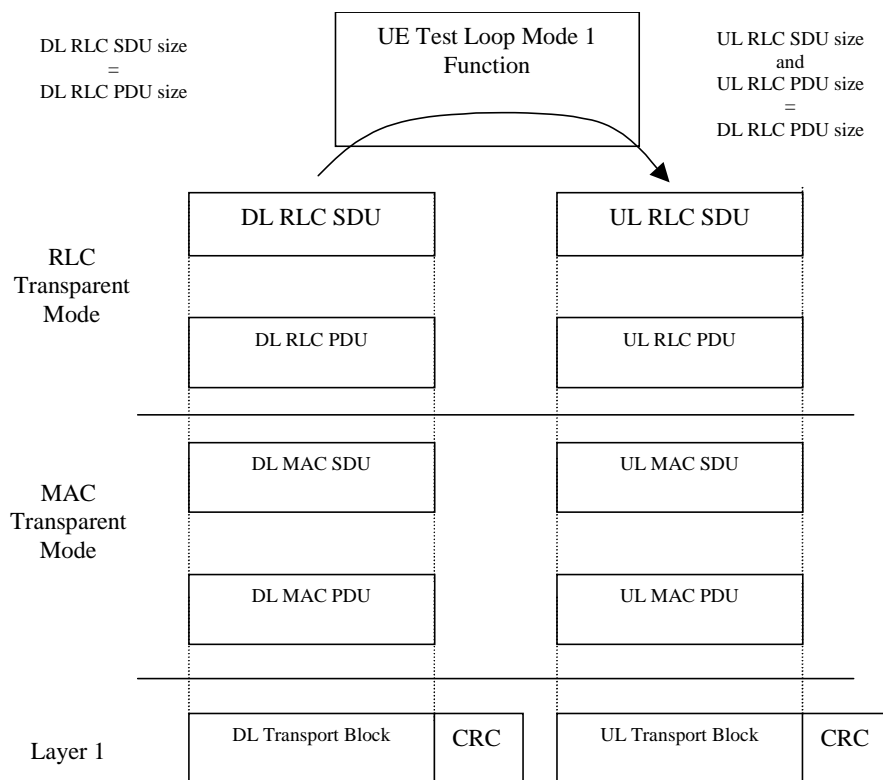 DL RLC SDU size
=
DL RLC PDU size
UE Test Loop Mode 1
Function
UL RLC SDU size
and
UL RLC PDU size
=
DL RLC PDU size
DL RLC SDU
UL RLC SDU
RLC
Transparent
Mode
DL RLC PDU
UL RLC PDU
DL MAC SDU
UL MAC SDU
MAC
Transparent
Mode
DL MAC PDU
UL MAC PDU
Layer 1
DL Transport Block
CRC
UL Transport Block
CRC